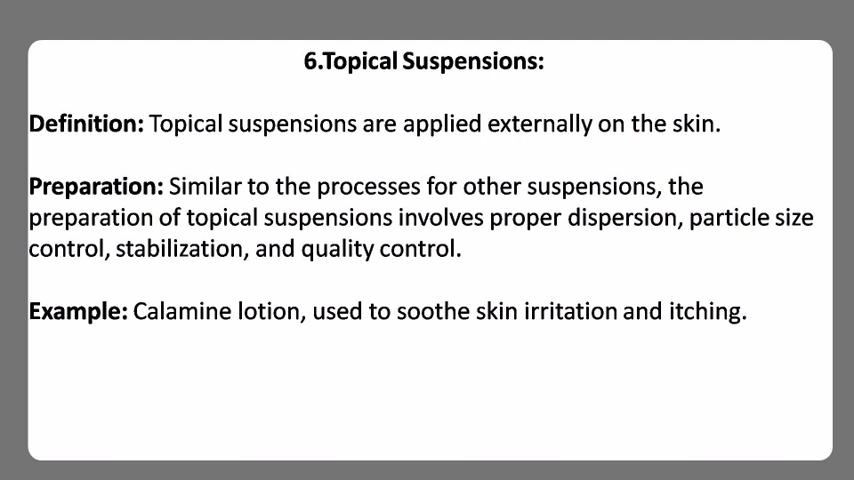 6.Topical Suspensions:
Definition: Topical suspensions are applied externally on the skin.
Preparation: Similar to the processes for other suspensions, the
preparation of topical suspensions involves proper dispersion, particle size
control, stabilization, and quality control.
Example: Calamine lotion, used to soothe skin irritation and itching.